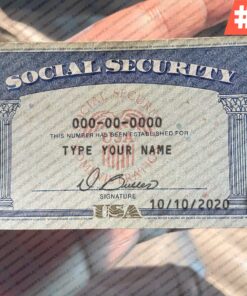 #
SOCIAL SECURITY
000-00-0000
THIS NUMBER HAS BEEN ESTABLISHED FOR
TYPE YOUR NAME
SIGNATURE
USA 10/10/2020